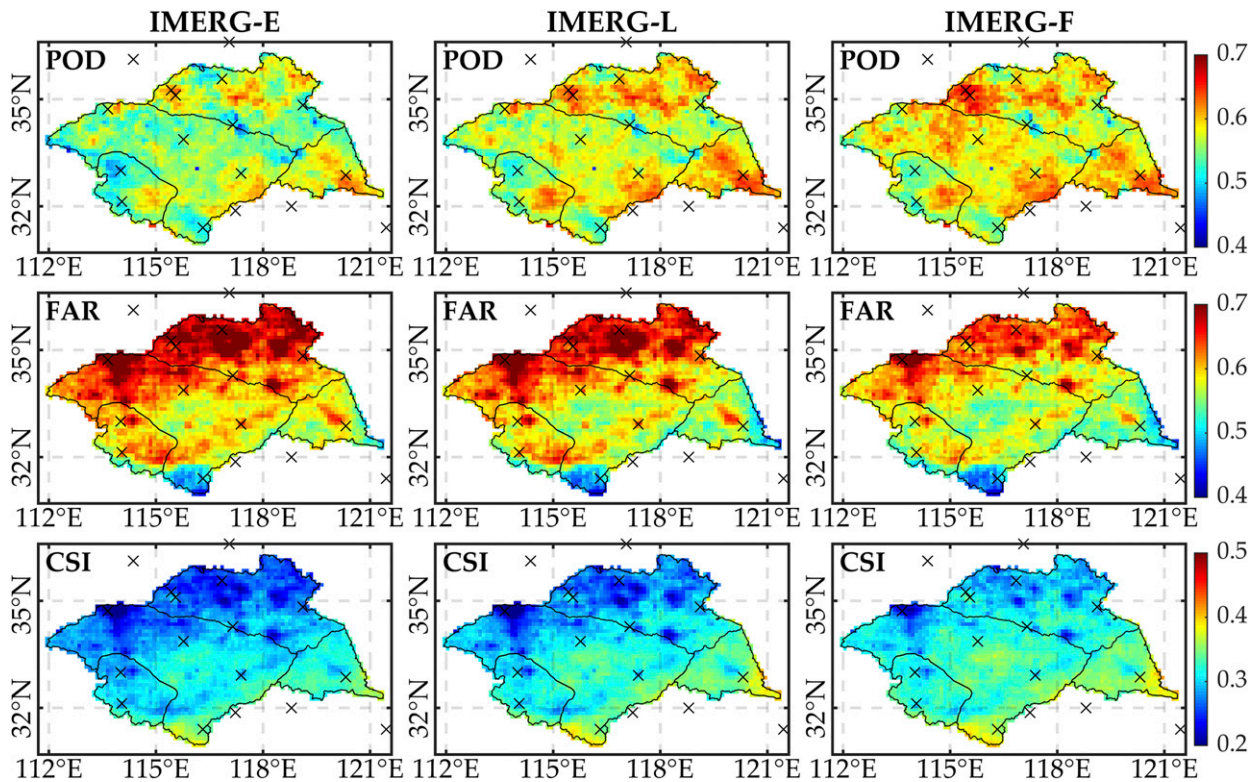 IMERG-E IMERG-L IMERG-F
POD POD POD 0.7
35°N 35°N 35°N 0.6
0.5
32°N 32°N 32°N
0.4
112°E 115°E 118°E 121°E 112°E 115°E 118°E 121°E 112°E 115°E 118°E 121°E
FAR FAR FAR 0.7
35°N 35°N 35°N 0.6
0.5
32°N 32°N 32°N
0.4
112°E 115°E 118°E 121°E 112°E 115°E 118°E 121°E 112°E 115°E 118°E 121°E
CSI CSI CSI 0.5
35°N 35°N 35°N 0.4
0.3
32°N 32°N 32°N
0.2
112°E 115°E 118°E 121°E 112°E 115°E 118°E 121°E 112°E 115°E 118°E 121°E